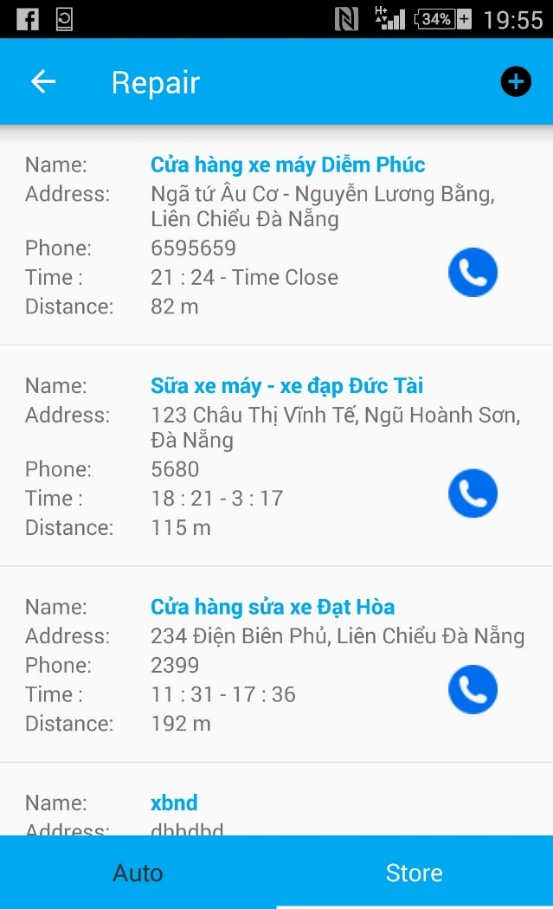 H+
34%
19:55
Repair
Name: Cửa hàng xe máy Diễm Phúc
Address: Ngã tứ Âu Cơ - Nguyễn Lương Bằng,
Liên Chiểu Đà Nẵng
Phone: 6595659
Time : 21 : 24 - Time Close
Distance: 82 m
Name: Sữa xe máy - xe đạp Đức Tài
Address: 123 Châu Thị Vĩnh Tế, Ngũ Hoành Sơn,
Đà Nẵng
Phone: 5680
Time : 18 : 21 - 3 : 17
Distance: 115 m
Name: Cửa hàng sửa xe Đạt Hòa
Address: 234 Điện Biên Phủ, Liên Chiểu Đà Nẵng
Phone: 2399
Time : 11 : 31 - 17 : 36
Distance: 192 m
Name: xbnd
Address: dhhdbd
Auto Store